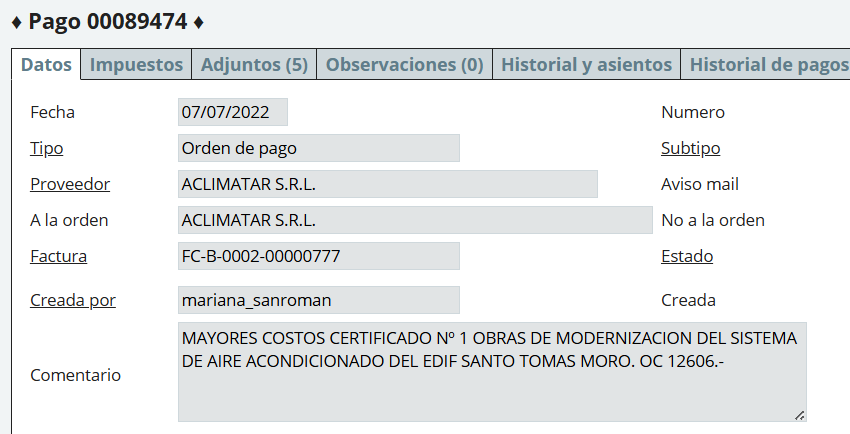 ♦ Pago 00089474 ♦
Datos Impuestos Adjuntos (5) Observaciones (0) Historial y asientos Historial de pagos
Fecha 07/07/2022 Numero
Tipo Orden de pago Subtipo
Proveedor ACLIMATAR S.R.L. Aviso mail
A la orden ACLIMATAR S.R.L. No a la orden
Factura FC-B-0002-00000777 Estado
Creada por mariana_sanroman Creada
Comentario MAYORES COSTOS CERTIFICADO Nº 1 OBRAS DE MODERNIZACION DEL SISTEMA
DE AIRE ACONDICIONADO DEL EDIF SANTO TOMAS MORO. OC 12606.-